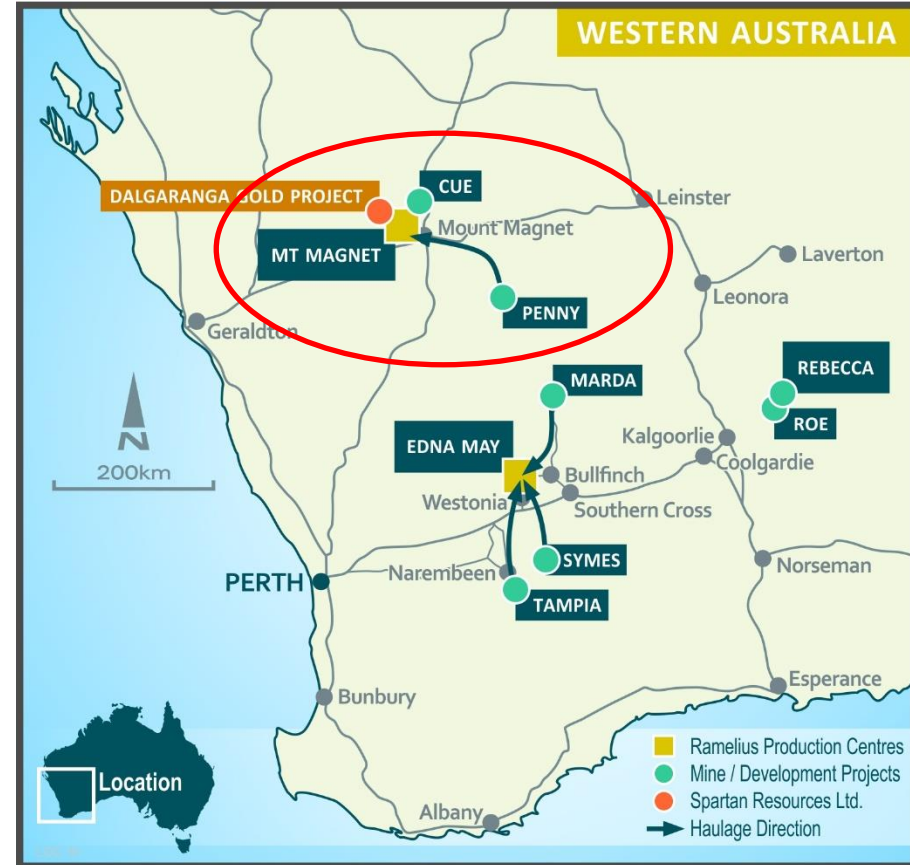 WESTERN AUSTRALIA
DALGARANGA GOLD PROJECT
CUE
Leinster
Mount Magnet
MT MAGNET
Laverton
Leonora
PENNY
Geraldton
MARDA
REBECCA
ROE
N
200km
EDNA MAY
Kalgoorlie
Coolgardie
Bullfinch
Westonia
Southern Cross
SYMES
Narembeen
Norseman
PERTH
TAMPIA
Esperance
Bunbury
Location
Albany
Ramelius Production Centres
Mine / Development Projects
Spartan Resources Ltd.
Haulage Direction